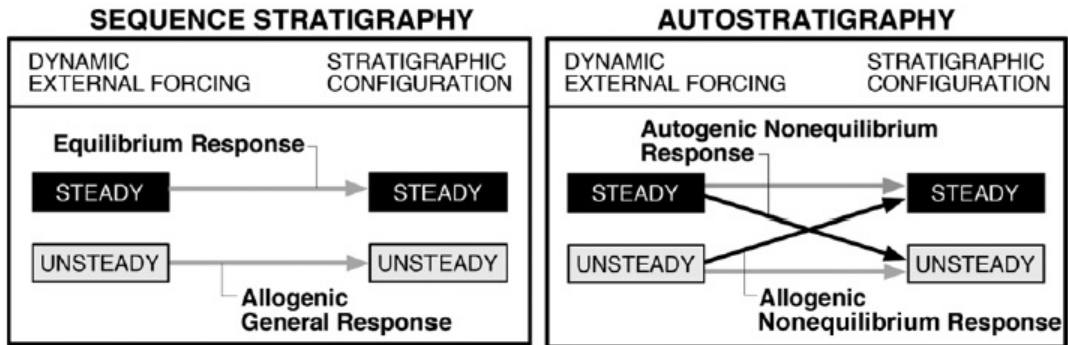 SEQUENCE STRATIGRAPHY
DYNAMIC
EXTERNAL FORCING
STRATIGRAPHIC
CONFIGURATION
Equilibrium Response
STEADY
STEADY
UNSTEADY
UNSTEADY
Allogenic
General Response
AUTOSTRATIGRAPHY
DYNAMIC
EXTERNAL FORCING
STRATIGRAPHIC
CONFIGURATION
Autogenic Nonequilibrium
Response
STEADY
STEADY
UNSTEADY
UNSTEADY
Allogenic
Nonequilibrium Response